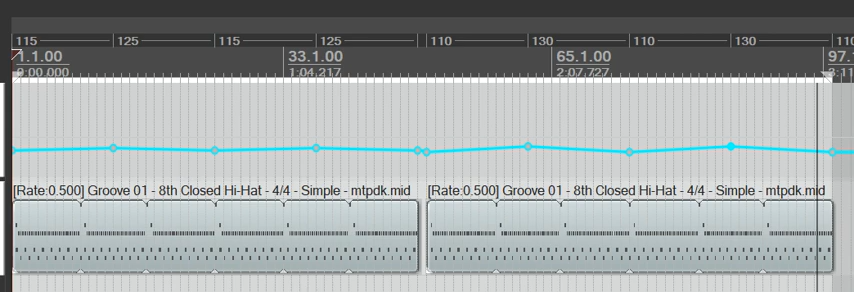 115 125 115 125 110 130 110 130 110
1.1.00 33.1.00 65.1.00 97.1
0:00.000 1:04.217 2:07.727 3:11
[Rate:0.500] Groove 01 - 8th Closed Hi-Hat - 4/4 - Simple - mtpdk.mid [Rate:0.500] Groove 01 - 8th Closed Hi-Hat - 4/4 - Simple - mtpdk.mid